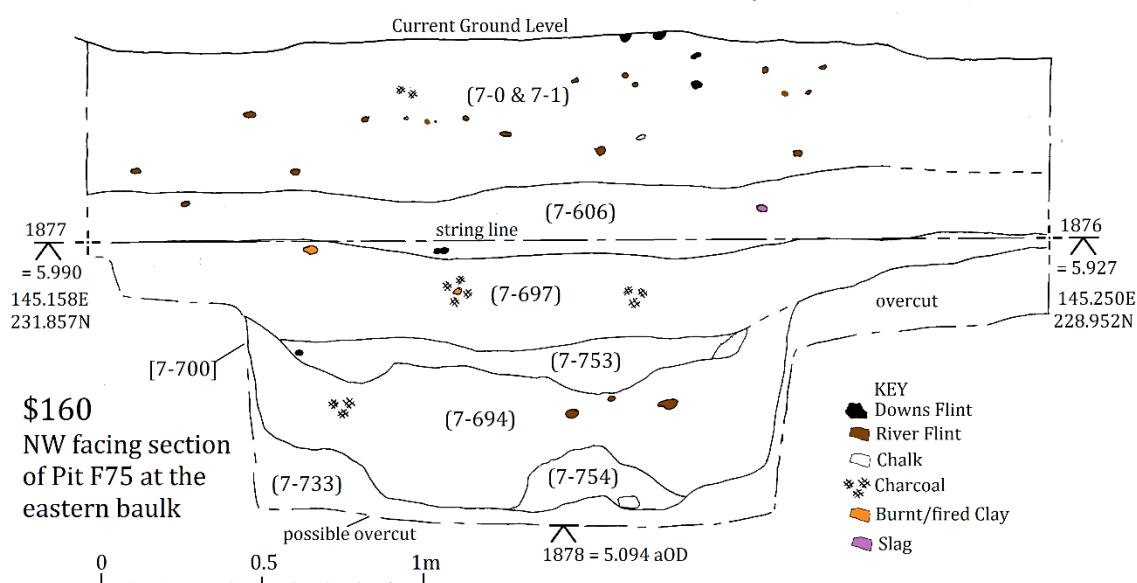 Current Ground Level
(7-0 & 7-1)
(7-606)
1877
string line
1876
= 5.990
= 5.927
145.158E
231.857N
(7-697)
overcut
145.250E
228.952N
[7-700]
(7-753)
$160
NW facing section
of Pit F75 at the
eastern baulk
(7-694)
(7-733)
(7-754)
possible overcut
1878 = 5.094 aOD
KEY
Downs Flint
River Flint
Chalk
Charcoal
Burnt/fired Clay
Slag
0
0.5
1m